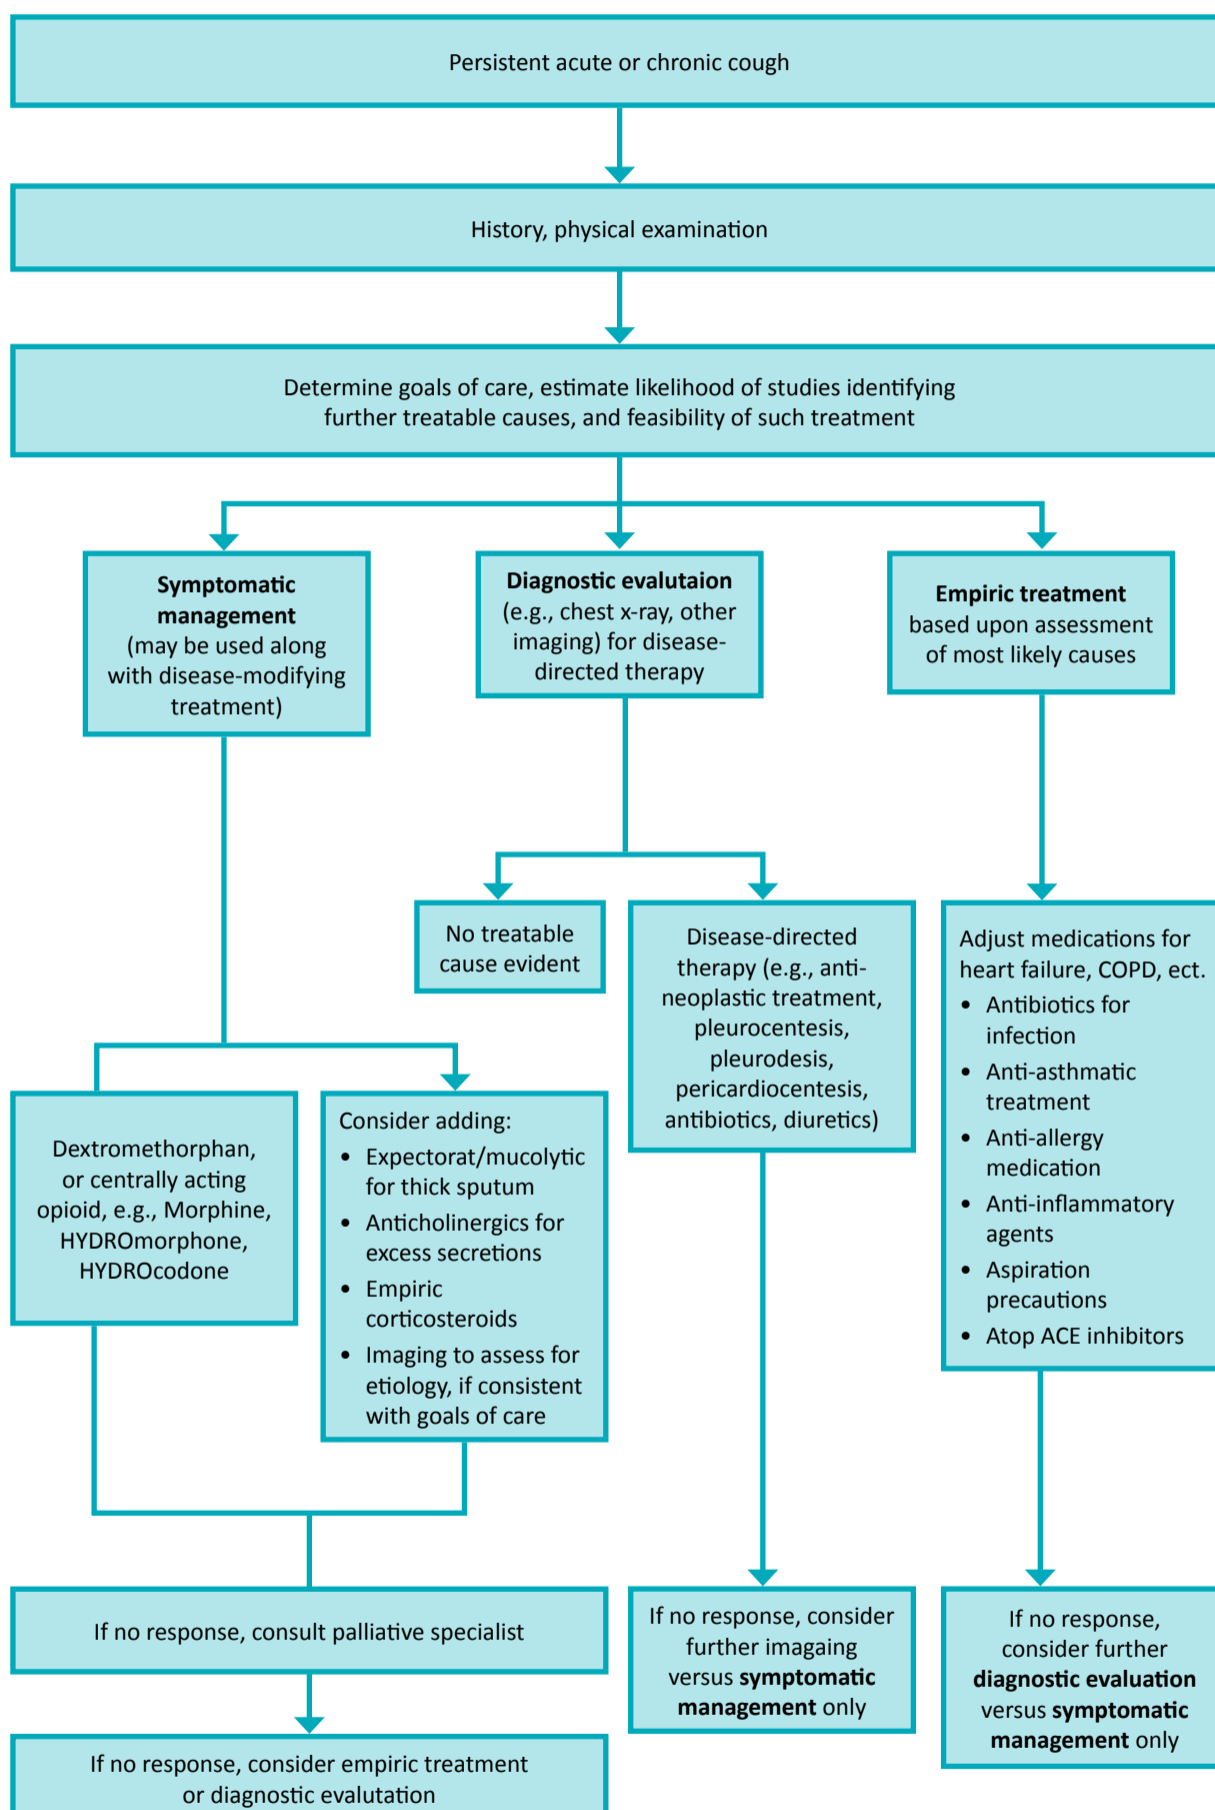 Persistent acute or chronic cough
History, physical examination
Determine goals of care, estimate likelihood of studies identifying
further treatable causes, and feasibility of such treatment
Symptomatic
management
(may be used along
with disease-modifying
treatment)
Diagnostic evalutaion
(e.g., chest x-ray, other
imaging) for disease-
directed therapy
Empiric treatment
based upon assessment
of most likely causes
No treatable
cause evident
Disease-directed
therapy (e.g., anti-
neoplastic treatment,
pleurocentesis,
pleurodesis,
pericardiocentesis,
antibiotics, diuretics)
Adjust medications for
heart failure, COPD, ect.
• Antibiotics for
infection
• Anti-asthmatic
treatment
• Anti-allergy
medication
• Anti-inflammatory
agents
• Aspiration
precautions
• Atop ACE inhibitors
Dextromethorphan,
or centrally acting
opioid, e.g., Morphine,
HYDROmorphone,
HYDROcodone
Consider adding:
• Expectorat/mucolytic
for thick sputum
• Anticholinergics for
excess secretions
• Empiric
corticosteroids
• Imaging to assess for
etiology, if consistent
with goals of care
If no response, consult palliative specialist
If no response, consider empiric treatment
or diagnostic evalutation
If no response, consider
further imagaing
versus symptomatic
management only
If no response,
consider further
diagnostic evaluation
versus symptomatic
management only